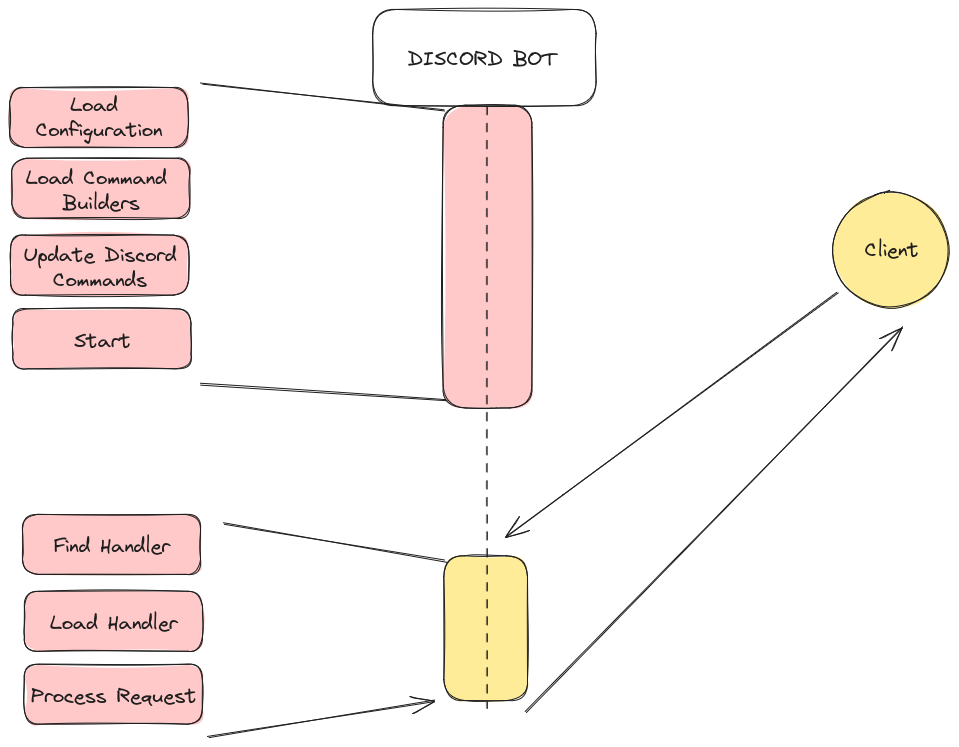 DISCORD BOT
Load
Configuration
Load Command
Builders
Update Discord
Commands
Start
Client
Find Handler
Load Handler
Process Request